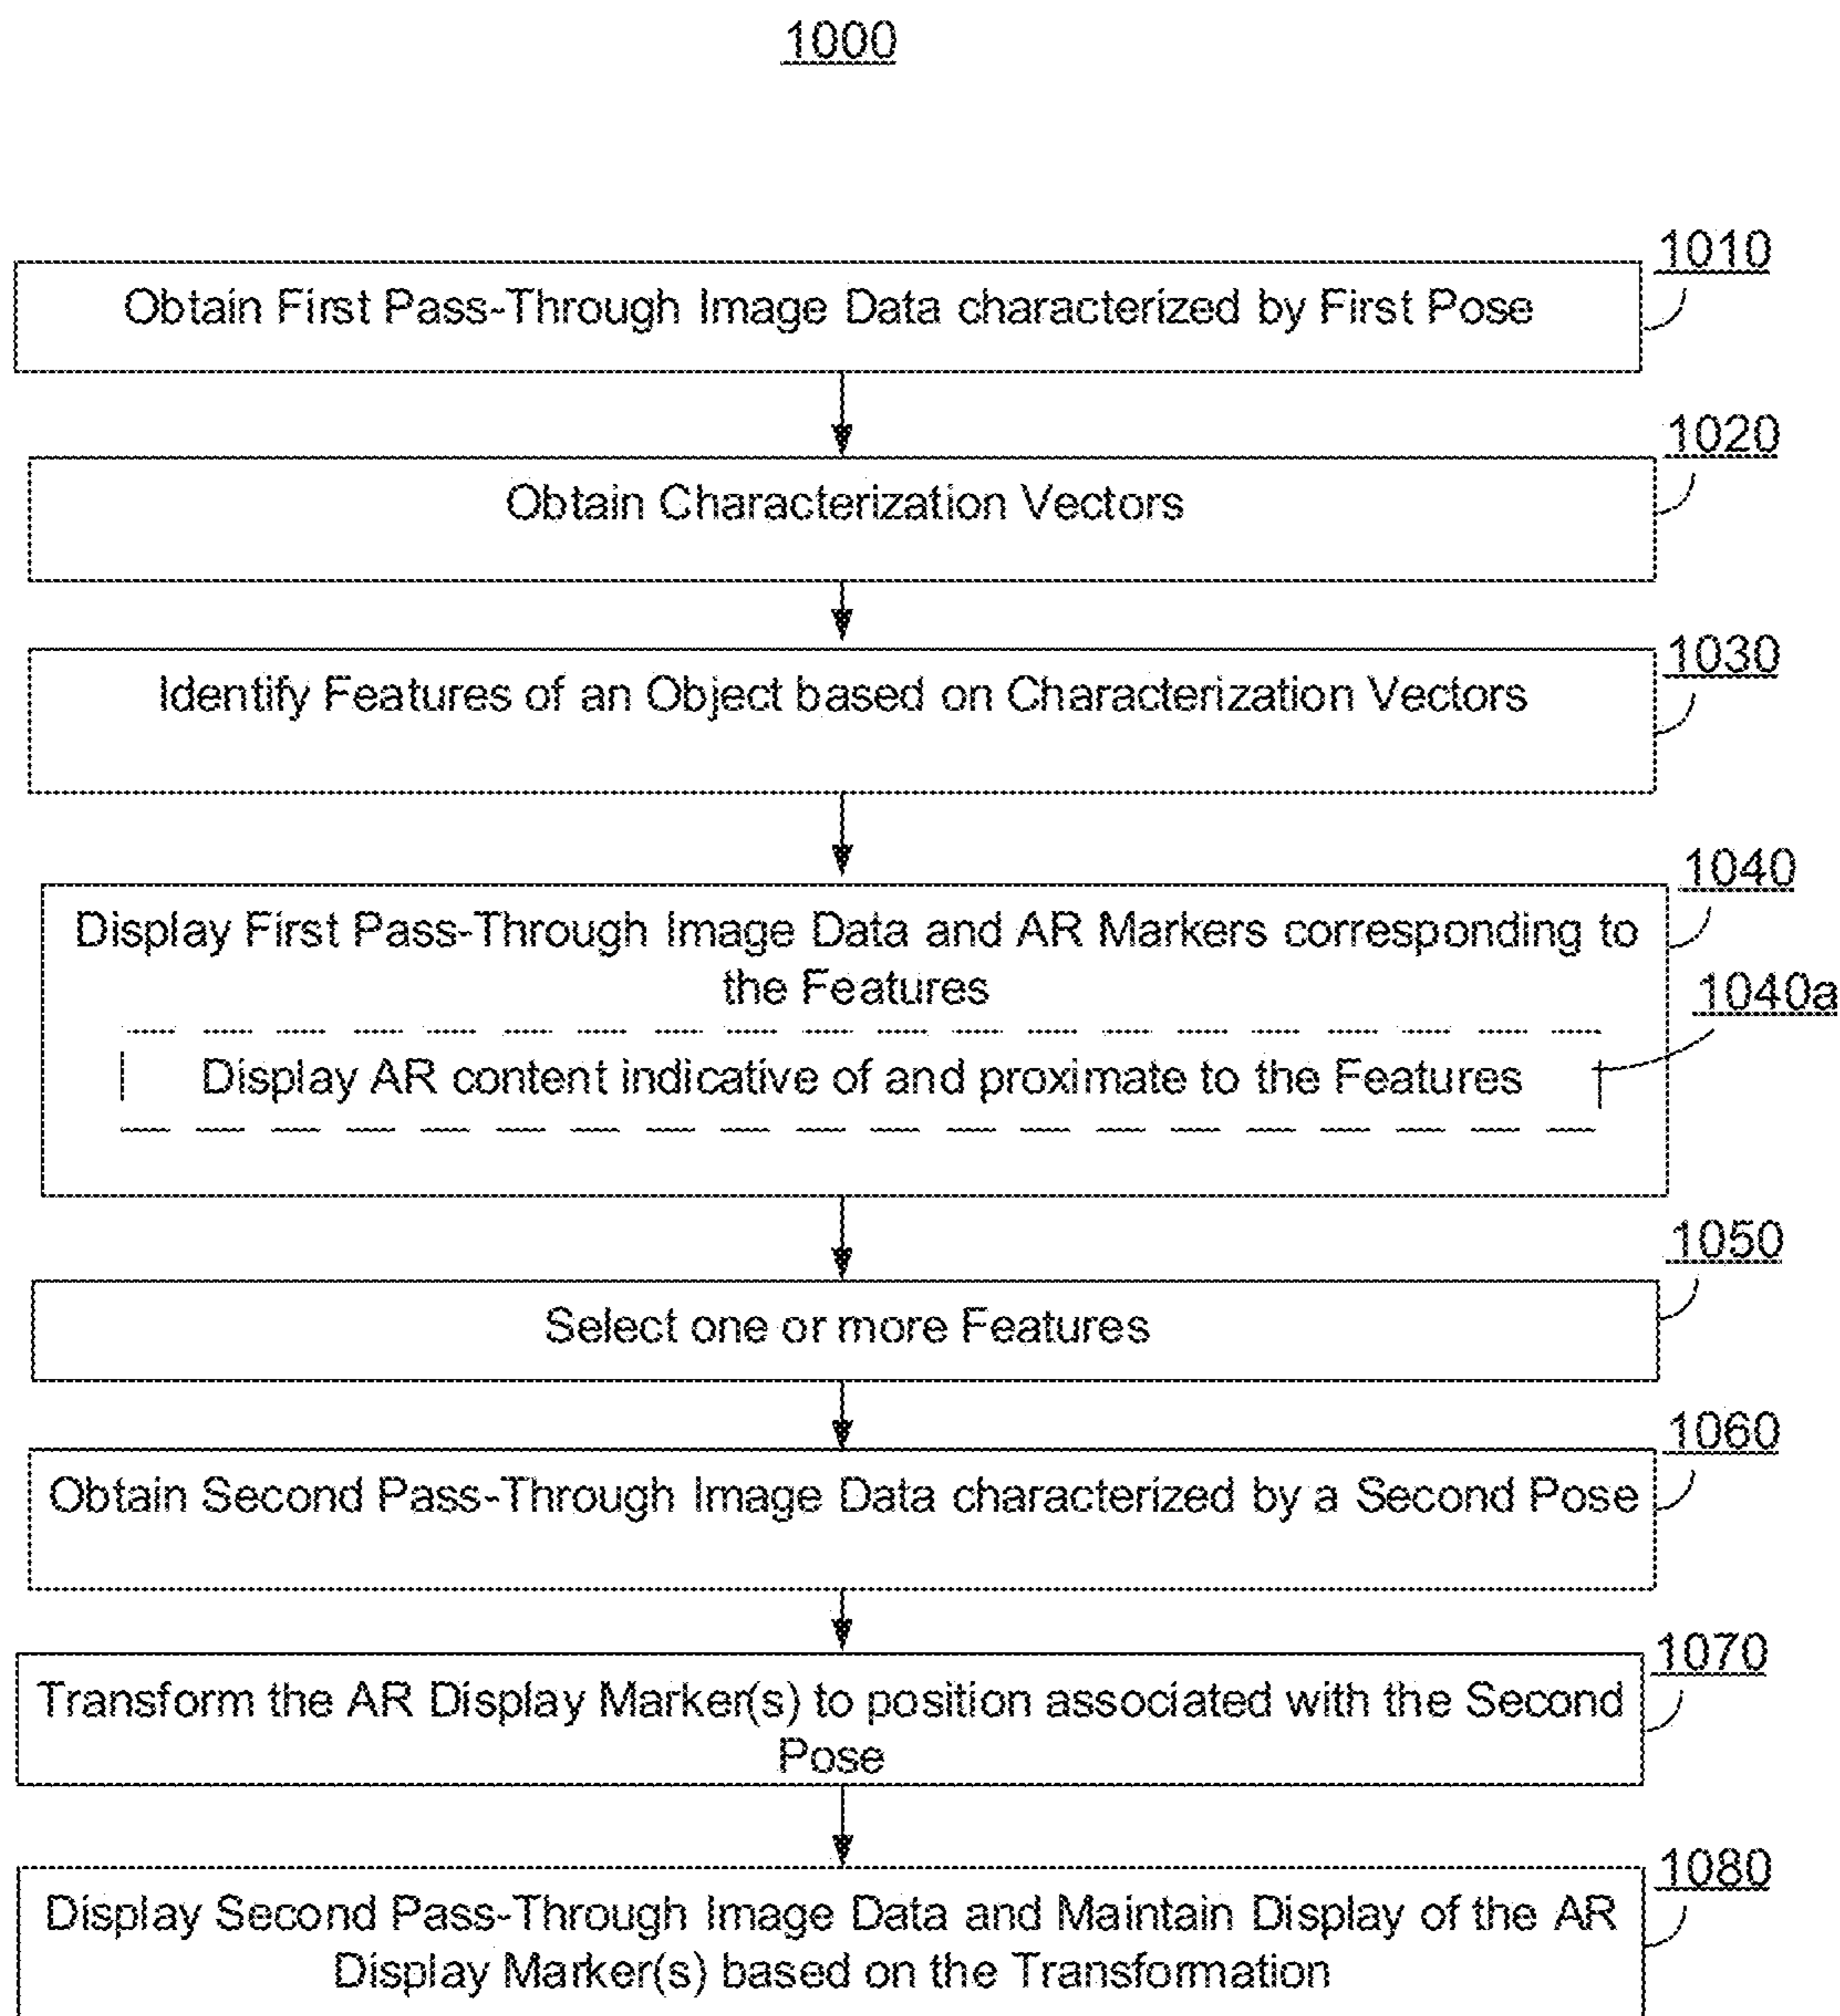 1000
1010
Obtain First Pass-Through Image Data characterized by First Pose
1020
Obtain Characterization Vectors
1030
Identify Features of an Object based on Characterization Vectors
1040
Display First Pass-Through Image Data and AR Markers corresponding to
the Features
1040a
Display AR content indicative of and proximate to the Features
1050
Select one or more Features
1060
Obtain Second Pass-Through Image Data characterized by a Second Pose
1070
Transform the AR Display Marker(s) to position associated with the Second
Pose
1080
Display Second Pass-Through Image Data and Maintain Display of the AR
Display Marker(s) based on the Transformation